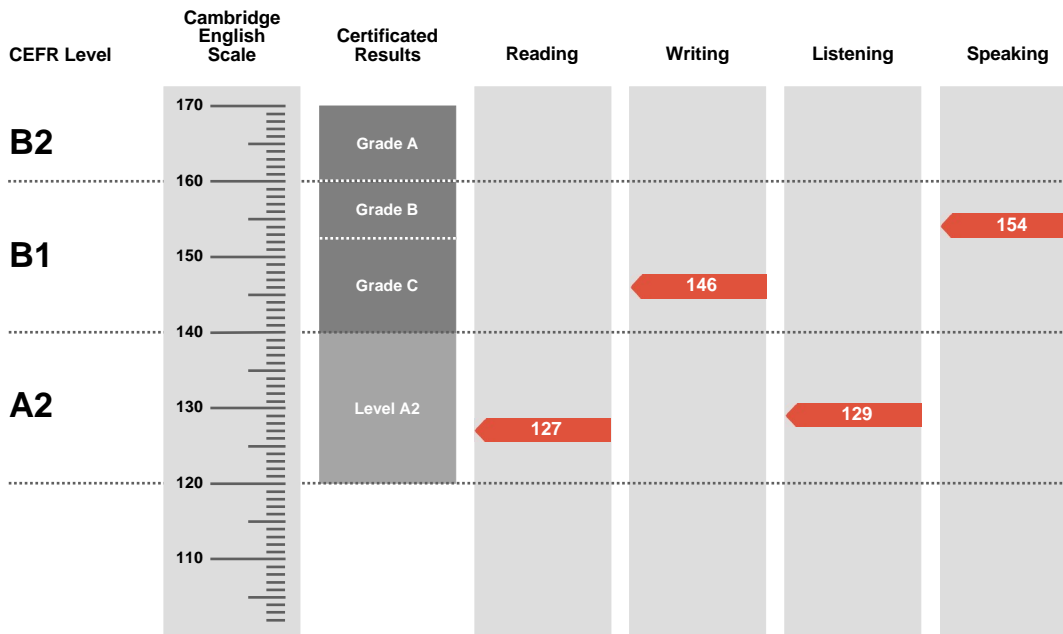 CEFR Level
Cambridge
English
Scale
Certificated
Results
Reading
Writing
Listening
Speaking
170
B2
Grade A
160
Grade B
154
B1
150
Grade C
146
140
A2
130
Level A2
127
129
120
110